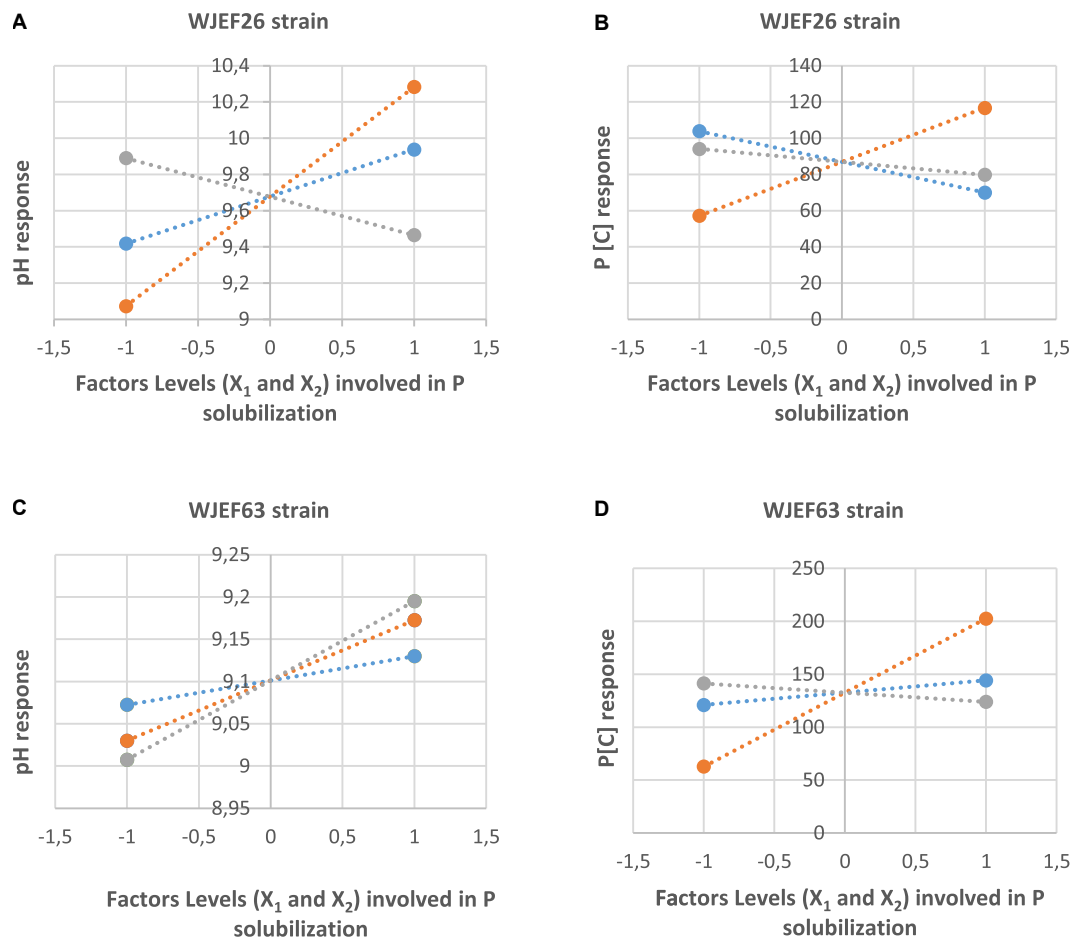 A
WJEF26 strain
10,4
10,2
10
9,8
9,6
9,4
9,2
9
-1,5
-1
-0,5
0
0,5
1
1,5
pH response
Factors Levels (X₁ and X₂) involved in P
solubilization
B
WJEF26 strain
140
120
100
80
60
40
20
0
-1,5
-1
-0,5
0
0,5
1
1,5
P [C] response
Factors Levels (X₁ and X₂) involved in P
solubilization
C
WJEF63 strain
9,25
9,2
9,15
9,1
9,05
9
8,95
-1,5
-1
-0,5
0
0,5
1
1,5
pH response
Factors Levels (X₁ and X₂) involved in P
solubilization
D
WJEF63 strain
250
200
150
100
50
0
-1,5
-1
-0,5
0
0,5
1
1,5
P[C] response
Factors Levels (X₁ and X₂) involved in P
solubilization